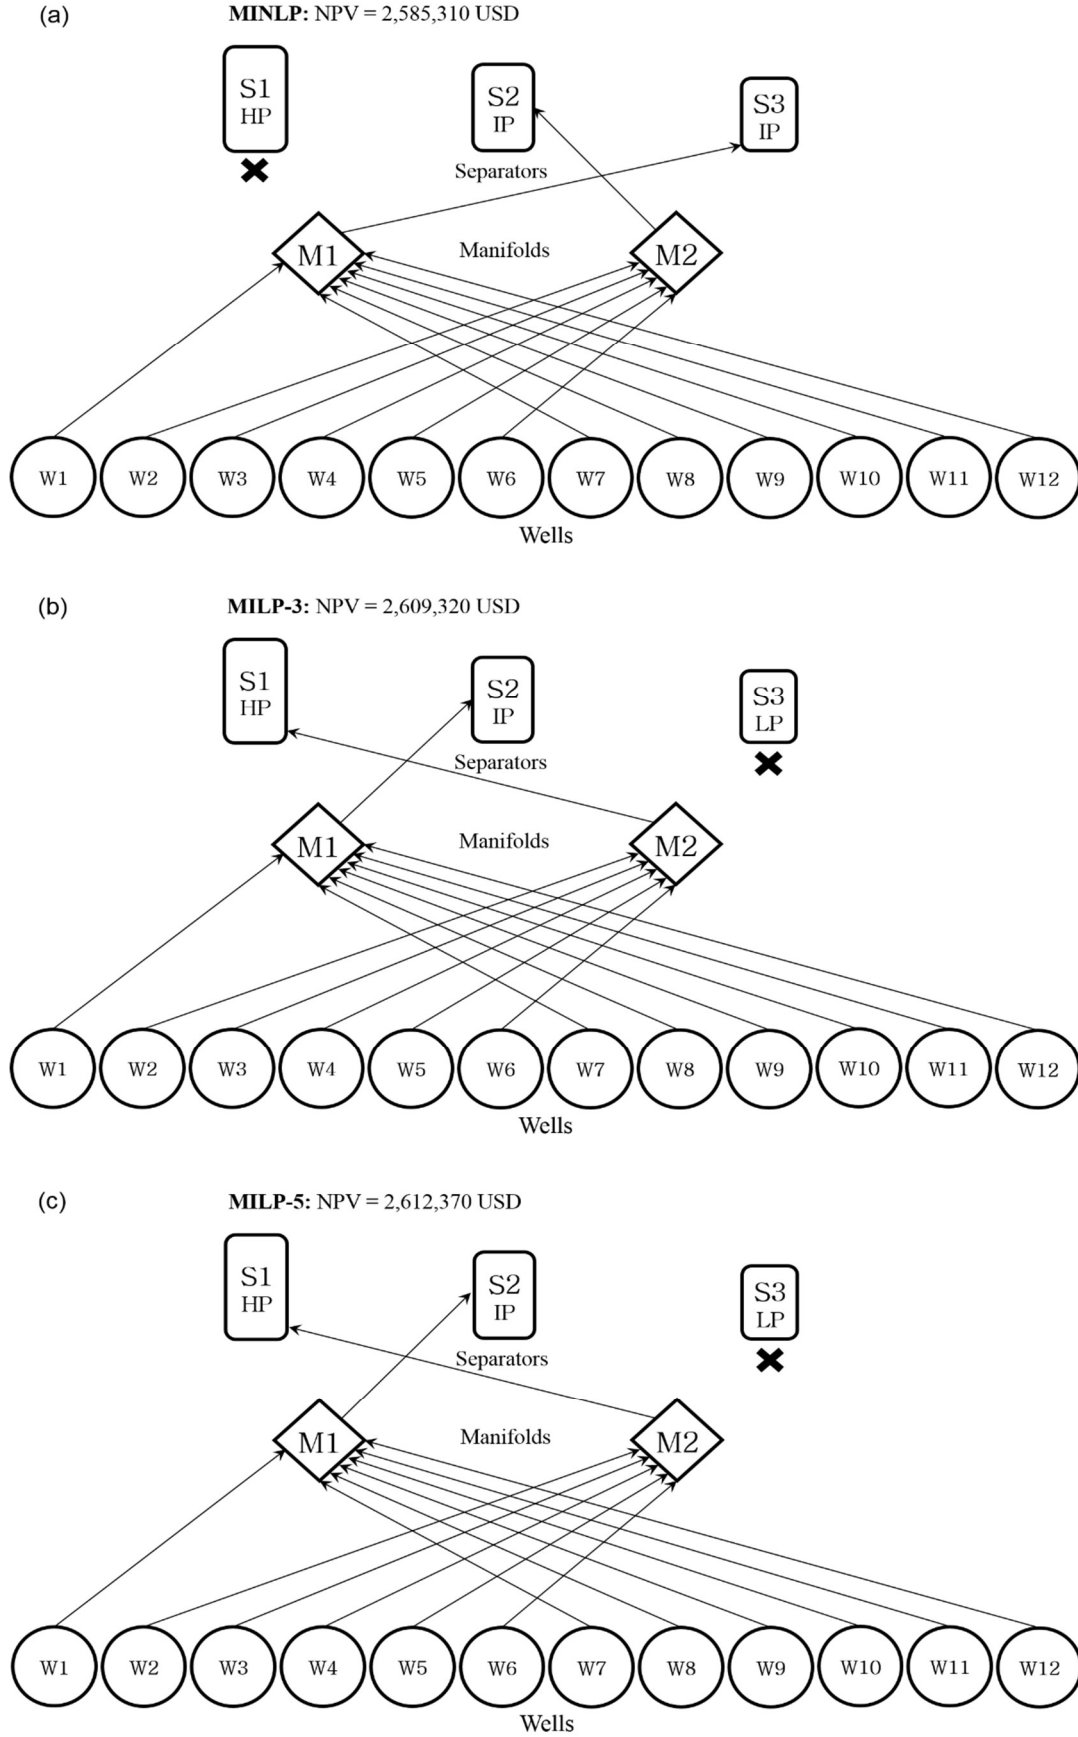 (a) MINLP: NPV = 2,585,310 USD
S1 S2 S3
HP IP IP
Separators
M1 Manifolds M2
W1 W2 W3 W4 W5 W6 W7 W8 W9 W10 W11 W12
Wells
(b) MILP-3: NPV = 2,609,320 USD
S1 S2 S3
HP IP LP
Separators
M1 Manifolds M2
W1 W2 W3 W4 W5 W6 W7 W8 W9 W10 W11 W12
Wells
(c) MILP-5: NPV = 2,612,370 USD
S1 S2 S3
HP IP LP
Separators
M1 Manifolds M2
W1 W2 W3 W4 W5 W6 W7 W8 W9 W10 W11 W12
Wells